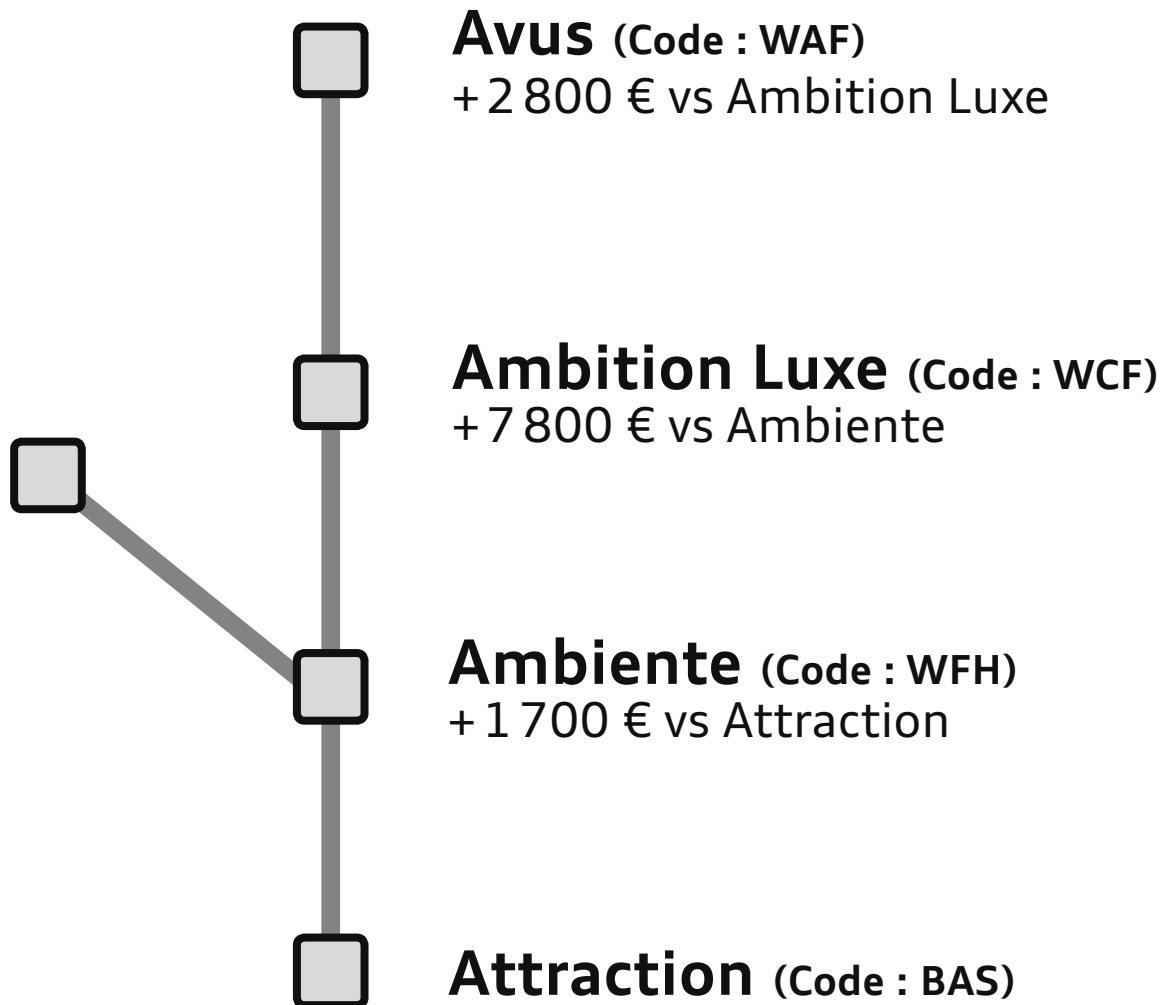 Avus (Code : WAF)
+ 2 800 € vs Ambition Luxe
Ambition Luxe (Code : WCF)
+ 7 800 € vs Ambiente
Ambiente (Code : WFH)
+ 1 700 € vs Attraction
Attraction (Code : BAS)